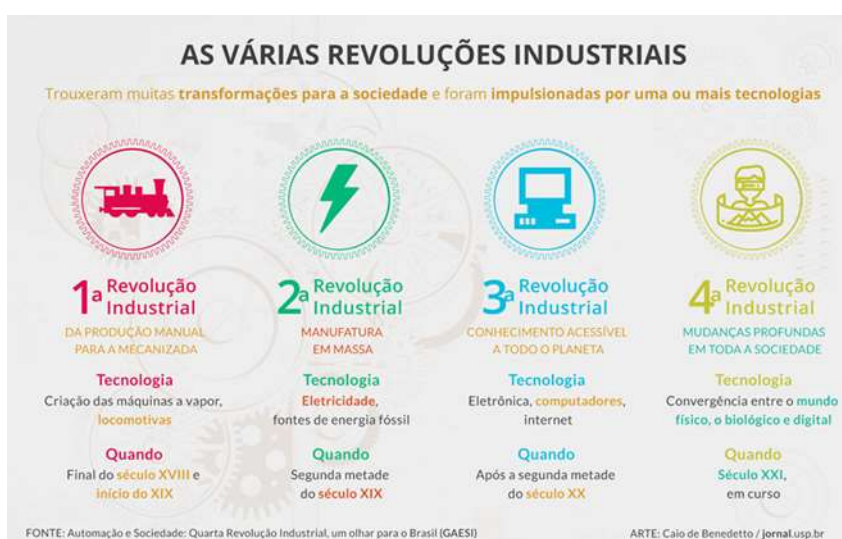 AS VÁRIAS REVOLUÇÕES INDUSTRIAIS
Trouxeram muitas transformações para a sociedade e foram impulsionadas por uma ou mais tecnologias
1ª Revolução
Industrial
DA PRODUÇÃO MANUAL
PARA A MECANIZADA
Tecnologia
Criação das máquinas a vapor,
locomotivas
Quando
Final do século XVIII e
início do XIX
2ª Revolução
Industrial
MANUFATURA
EM MASSA
Tecnologia
Eletricidade,
fontes de energia fóssil
Quando
Segunda metade
do século XIX
3ª Revolução
Industrial
CONHECIMENTO ACESSÍVEL
A TODO O PLANETA
Tecnologia
Eletrônica, computadores,
internet
Quando
Após a segunda metade
do século XX
4ª Revolução
Industrial
MUDANÇAS PROFUNDAS
EM TODA A SOCIEDADE
Tecnologia
Convergência entre o mundo
físico, o biológico e digital
Quando
Século XXI,
em curso
FONTE: Automação e Sociedade: Quarta Revolução Industrial, um olhar para o Brasil (GAESI)
ARTE: Caio de Benedetto / jornal.usp.br